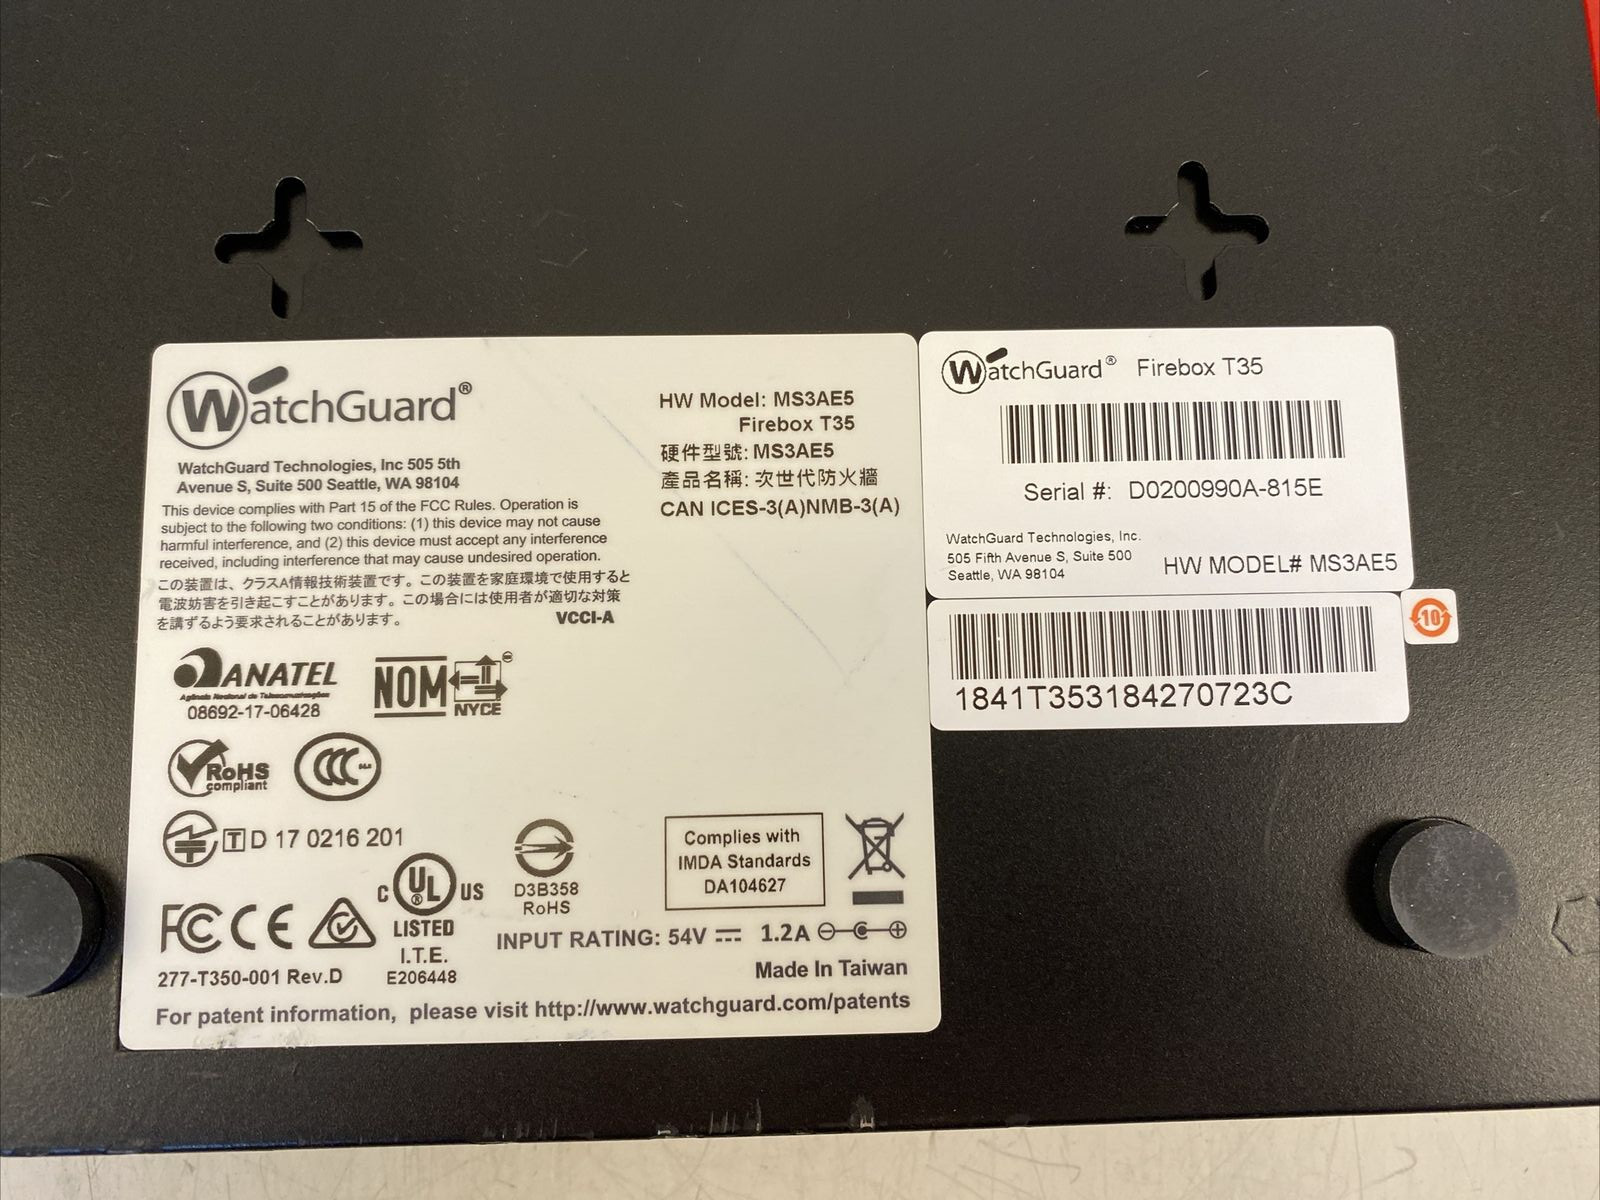 WatchGuard®
WatchGuard Technologies, Inc 505 5th
Avenue S, Suite 500 Seattle, WA 98104
This device complies with Part 15 of the FCC Rules. Operation is
subject to the following two conditions: (1) this device may not cause
harmful interference, and (2) this device must accept any interference
received, including interference that may cause undesired operation.
この装置は、クラスA情報技術装置です。この装置を家庭環境で使用すると
電波妨害を引き起こすことがあります。この場合には使用者が適切な対策
を講ずるよう要求されることがあります。
VCCI-A
HW Model: MS3AE5
Firebox T35
硬件型號: MS3AE5
產品名稱: 次世代防火牆
CAN ICES-3(A)NMB-3(A)
ANATEL
Agência Nacional de Telecomunicações
08692-17-06428
NOM
NYCE
RoHS
compliant
CCC
T D 17 0216 201
D3B358
RoHS
Complies with
IMDA Standards
DA104627
FC CE
C UL® US
LISTED
I.T.E.
E206448
277-T350-001 Rev.D
INPUT RATING: 54V ⎓ 1.2A
Made In Taiwan
For patent information, please visit http://www.watchguard.com/patents
WatchGuard® Firebox T35
Serial #: D0200990A-815E
WatchGuard Technologies, Inc.
505 Fifth Avenue S, Suite 500
Seattle, WA 98104
HW MODEL# MS3AE5
1841T353184270723C
10